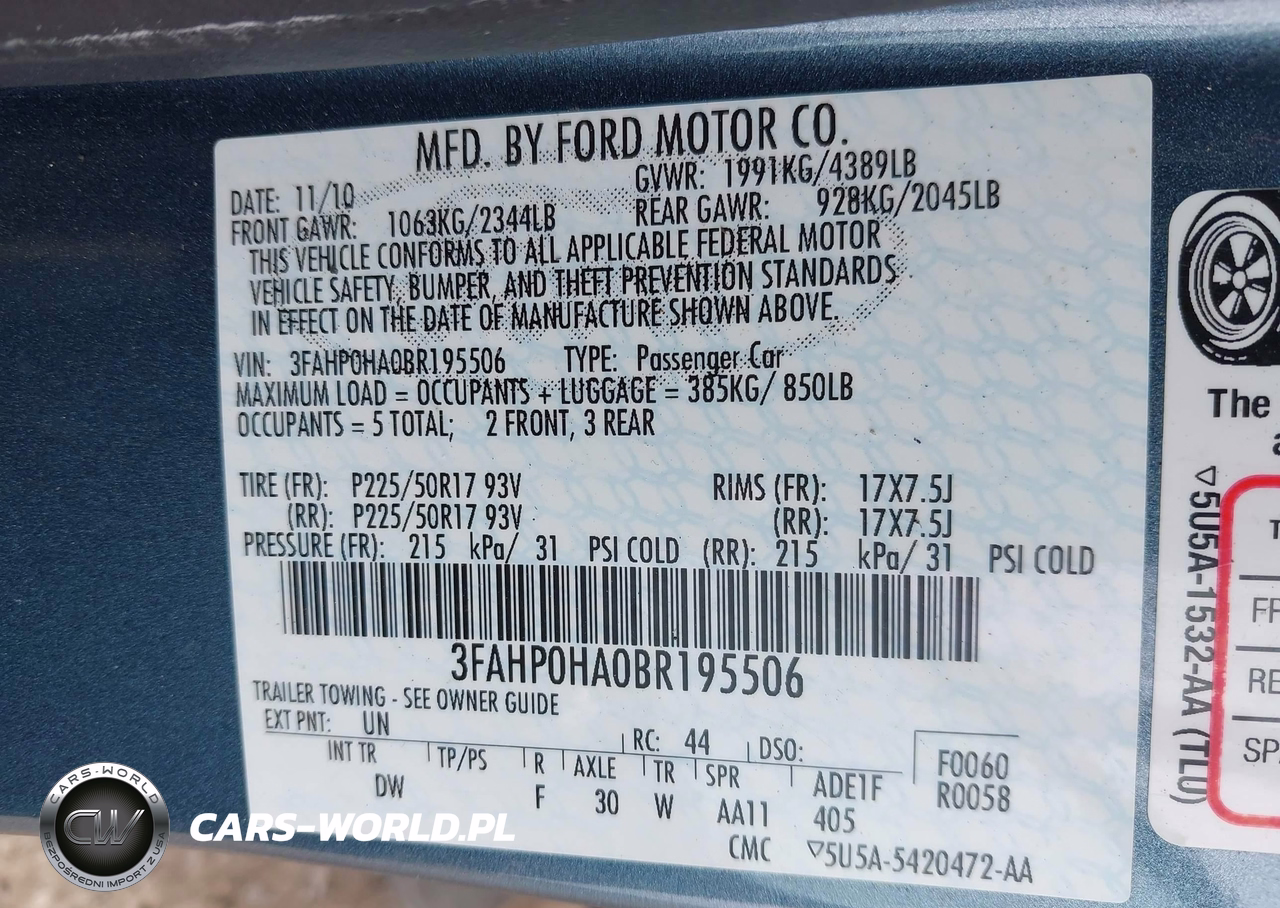 MFD. BY FORD MOTOR CO.
DATE: 11/10 GVWR: 1991KG/4389LB
FRONT GAWR: 1063KG/2344LB REAR GAWR: 928KG/2045LB
THIS VEHICLE CONFORMS TO ALL APPLICABLE FEDERAL MOTOR
VEHICLE SAFETY, BUMPER, AND THEFT PREVENTION STANDARDS
IN EFFECT ON THE DATE OF MANUFACTURE SHOWN ABOVE.
VIN: 3FAHP0HA0BR195506 TYPE: Passenger Car
MAXIMUM LOAD = OCCUPANTS + LUGGAGE = 385KG/ 850LB
OCCUPANTS = 5 TOTAL; 2 FRONT, 3 REAR
TIRE (FR): P225/50R17 93V RIMS (FR): 17X7.5J
(RR): P225/50R17 93V (RR): 17X7.5J
PRESSURE (FR): 215 kPa/ 31 PSI COLD (RR): 215 kPa/ 31 PSI COLD
3FAHP0HA0BR195506
TRAILER TOWING - SEE OWNER GUIDE
EXT PNT: UN RC: 44 DSO:
INT TR TP/PS R AXLE TR SPR ADE1F F0060
DW F 30 W AA11 405 R0058
CMC ▽5U5A-5420472-AA
The
▽5U5A-1532-AA (TLU)
CARS-WORLD
CW
BEZPOŚREDNI IMPORT Z USA
CARS-WORLD.PL